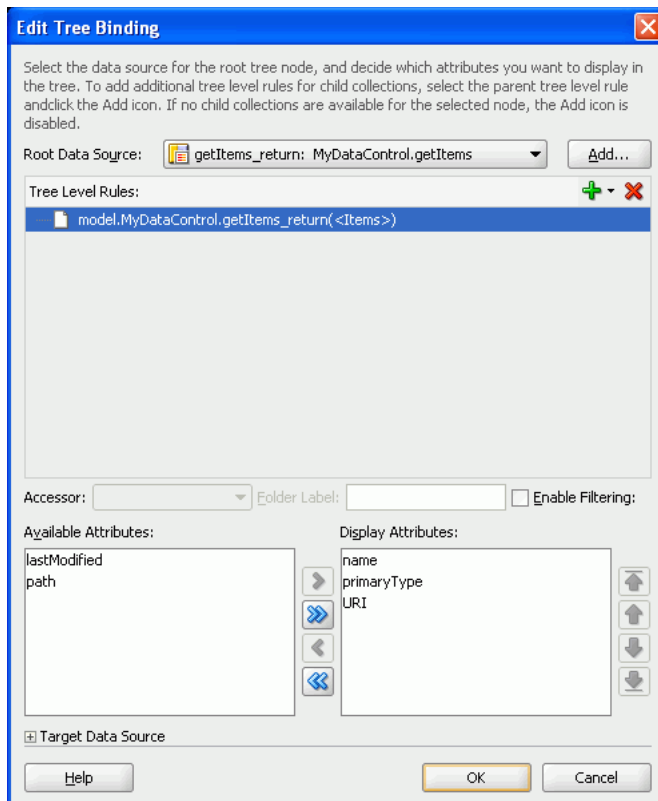 Edit Tree Binding
Select the data source for the root tree node, and decide which attributes you want to display in
the tree. To add additional tree level rules for child collections, select the parent tree level rule
andclick the Add icon. If no child collections are available for the selected node, the Add icon is
disabled.
Root Data Source: getItems_return: MyDataControl.getItems Add...
Tree Level Rules:
model.MyDataControl.getItems_return(<Items>)
Accessor: Folder Label: Enable Filtering:
Available Attributes: Display Attributes:
lastModified name
path primaryType
URI
Target Data Source
Help OK Cancel